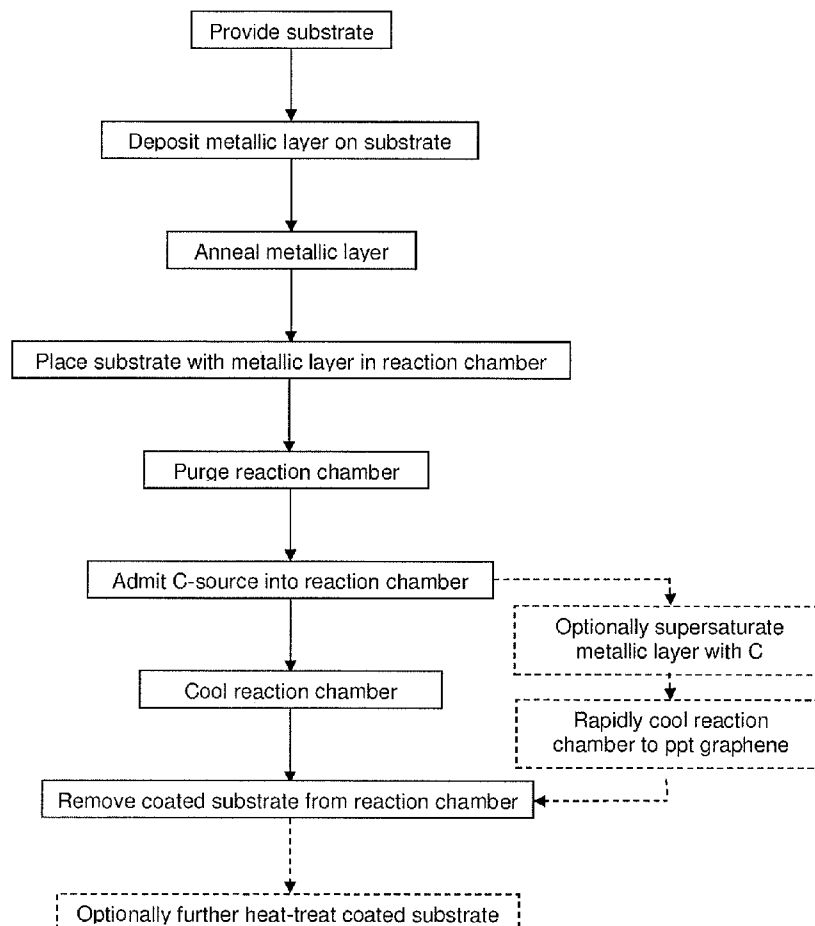 Provide substrate
Deposit metallic layer on substrate
Anneal metallic layer
Place substrate with metallic layer in reaction chamber
Purge reaction chamber
Admit C-source into reaction chamber
Optionally supersaturate
metallic layer with C
Cool reaction chamber
Rapidly cool reaction
chamber to ppt graphene
Remove coated substrate from reaction chamber
Optionally further heat-treat coated substrate